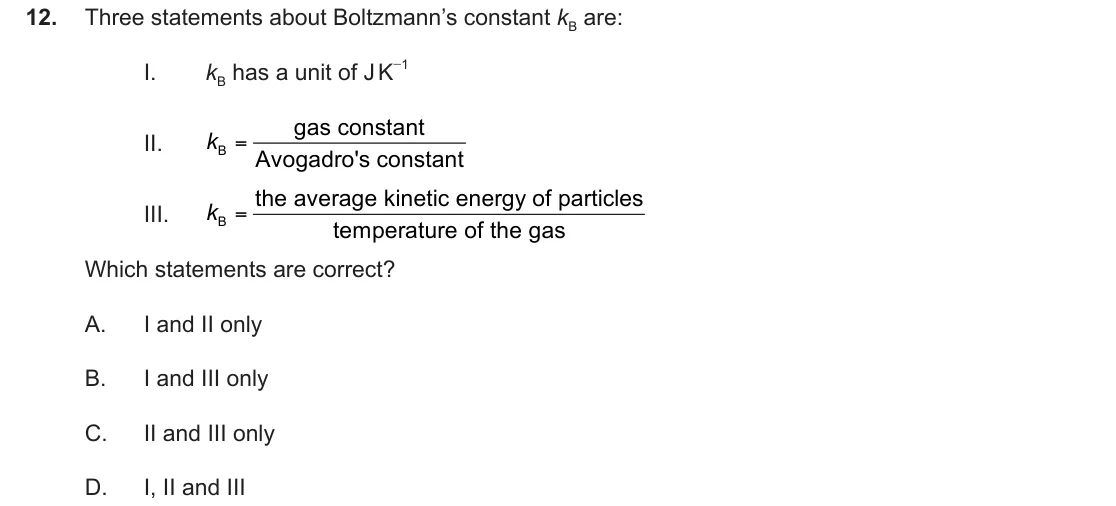 12. Three statements about Boltzmann's constant k_B are:
I. k_B has a unit of J K⁻¹
II. k_B = gas constant / Avogadro's constant
III. k_B = the average kinetic energy of particles / temperature of the gas
Which statements are correct?
A. I and II only
B. I and III only
C. II and III only
D. I, II and III